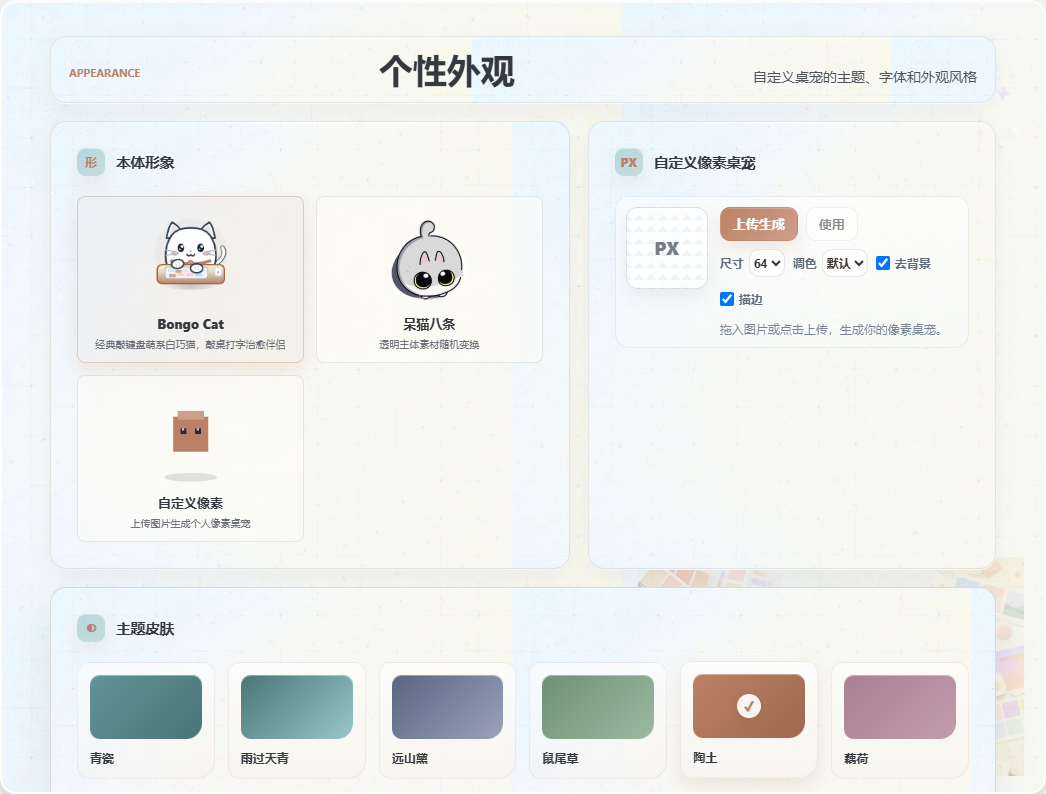 APPEARANCE
个性外观
自定义桌宠的主题、字体和外观风格
形 本体形象
Bongo Cat
经典敲键盘萌系白巧猫，敲桌打字治愈伴侣
呆猫八条
透明主体素材随机变换
自定义像素
上传图片生成个人像素桌宠
PX 自定义像素桌宠
PX
上传生成 使用
尺寸 64 调色 默认 去背景
描边
拖入图片或点击上传，生成你的像素桌宠。
主题皮肤
青瓷
雨过天青
远山黛
鼠尾草
陶土
藕荷